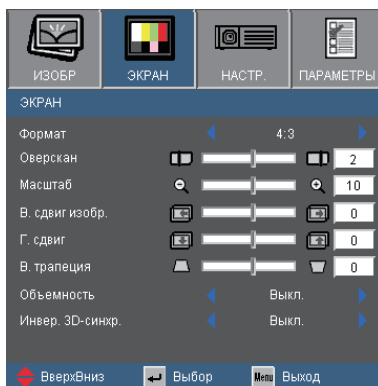 ИЗОБР ЭКРАН НАСТР. ПАРАМЕТРЫ
ЭКРАН
Формат 4:3
Оверскан 2
Масштаб 10
В. сдвиг изобр. 0
Г. сдвиг 0
В. трапеция 0
Объемность Выкл.
Инвер. 3D-синхр. Выкл.
ВверхВниз Выбор Menu Выход